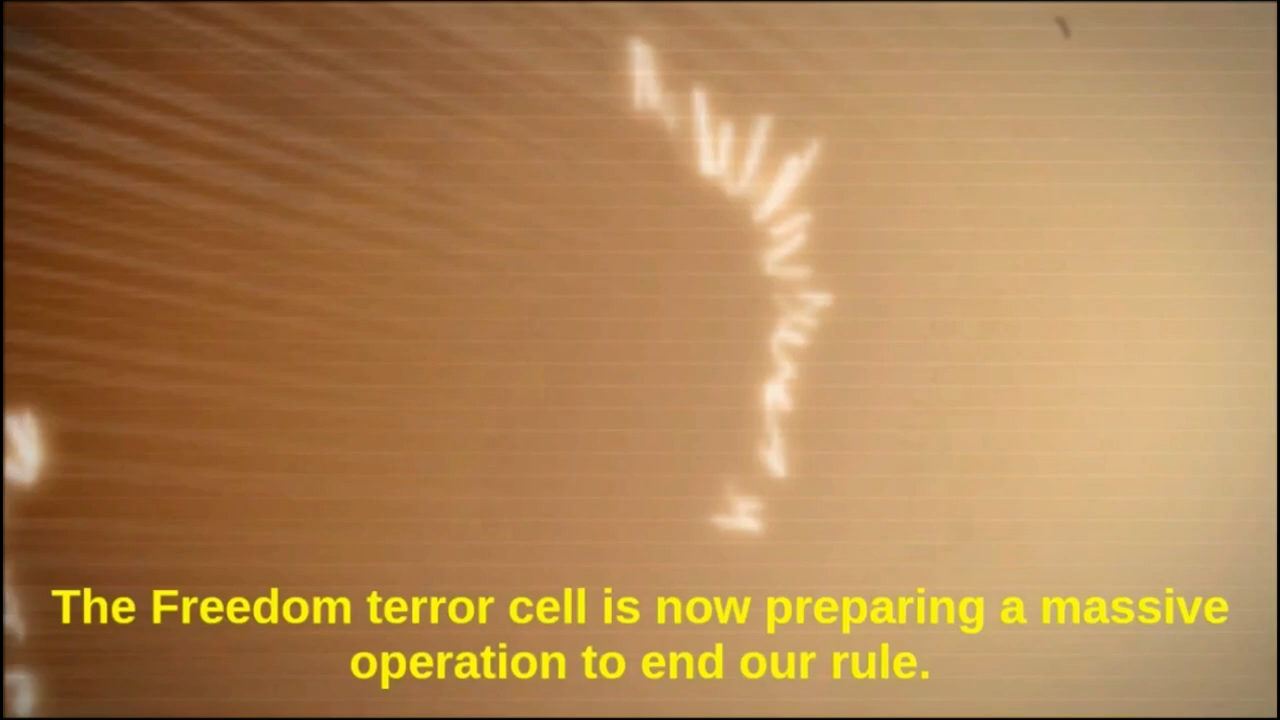 The Freedom terror cell is now preparing a massive
operation to end our rule.